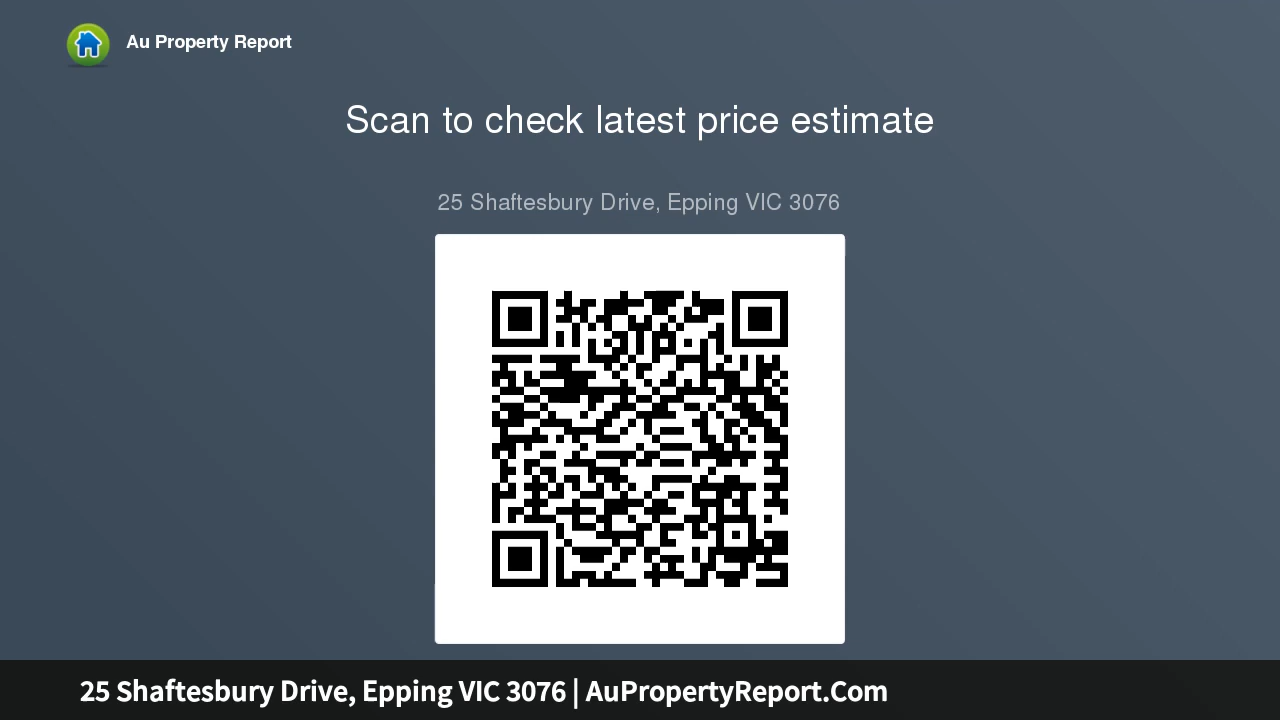 Au Property Report
Scan to check latest price estimate
25 Shaftesbury Drive, Epping VIC 3076
25 Shaftesbury Drive, Epping VIC 3076 | AuPropertyReport.Com